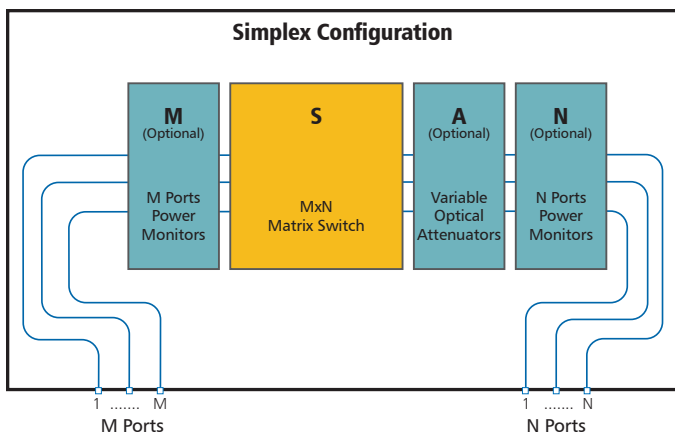 Simplex Configuration
M
(Optional)
M Ports
Power
Monitors
S
MxN
Matrix Switch
A
(Optional)
Variable
Optical
Attenuators
N
(Optional)
N Ports
Power
Monitors
1 ....... M
M Ports
1 ....... N
N Ports